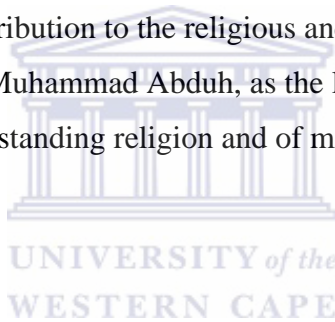 ribution to the religious an
Muhammad Abduh, as the
standing religion and of m
UNIVERSITY of the
WESTERN CAPE